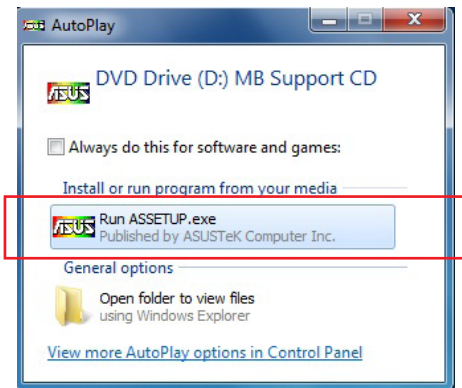 AutoPlay
DVD Drive (D:) MB Support CD
ASUS
Always do this for software and games:
Install or run program from your media
ASUS
Run ASSETUP.exe
Published by ASUSTeK Computer Inc.
General options
Open folder to view files
using Windows Explorer
View more AutoPlay options in Control Panel